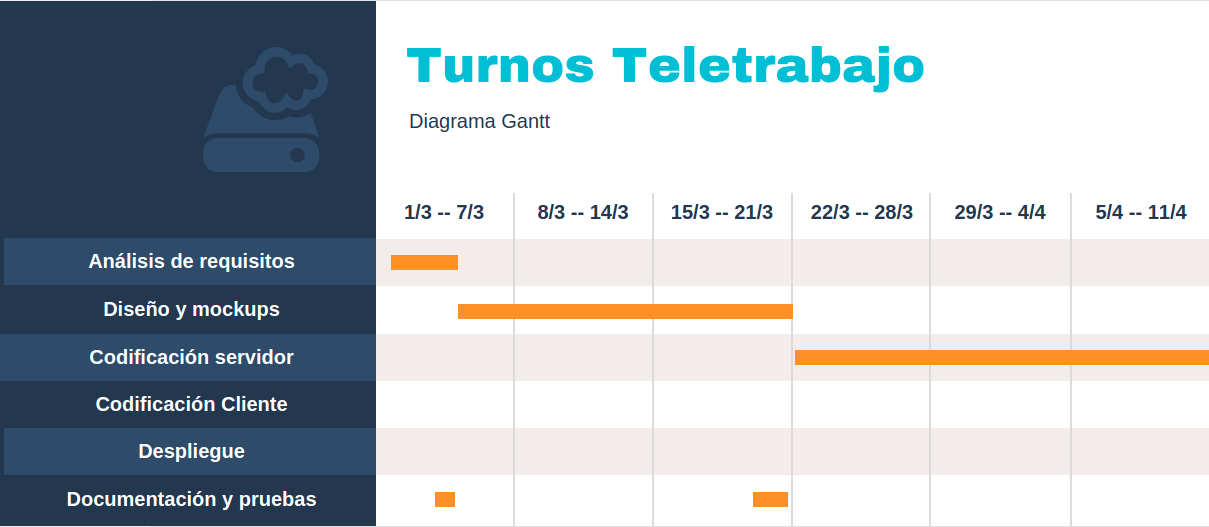 Turnos Teletrabajo
Diagrama Gantt
1/3 -- 7/3 8/3 -- 14/3 15/3 -- 21/3 22/3 -- 28/3 29/3 -- 4/4 5/4 -- 11/4
Análisis de requisitos
Diseño y mockups
Codificación servidor
Codificación Cliente
Despliegue
Documentación y pruebas